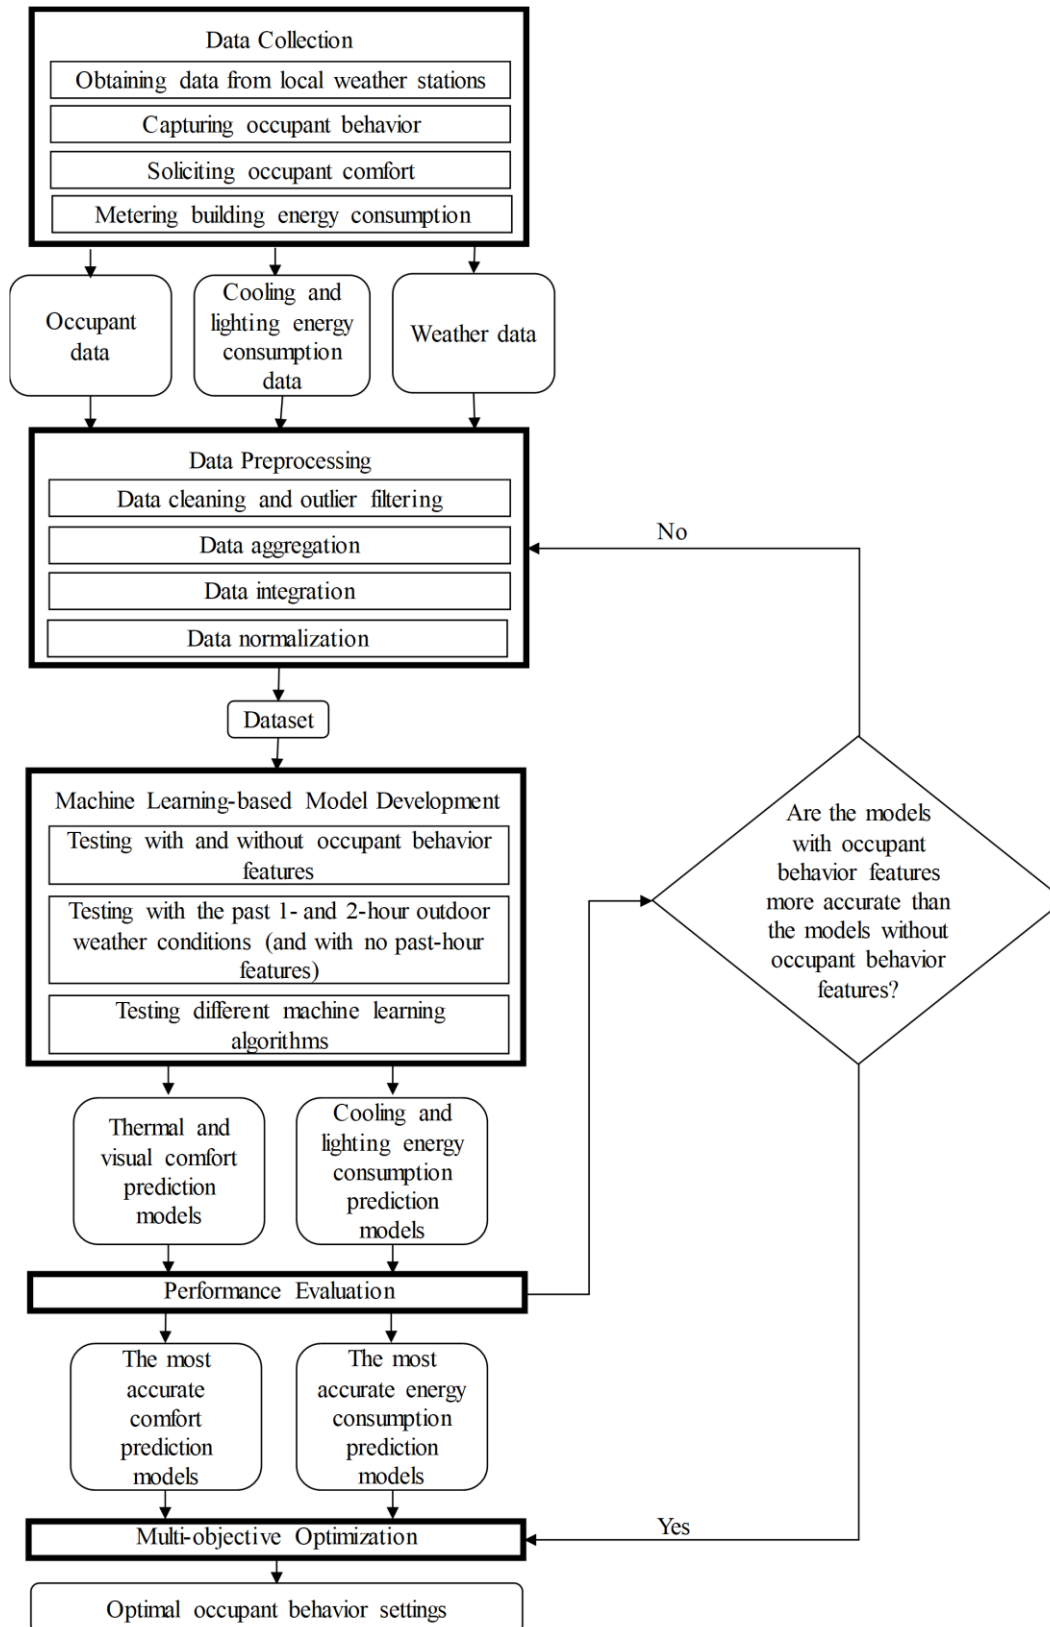 Data Collection
Obtaining data from local weather stations
Capturing occupant behavior
Soliciting occupant comfort
Metering building energy consumption
Occupant
data
Cooling and
lighting energy
consumption
data
Weather data
Data Preprocessing
Data cleaning and outlier filtering
Data aggregation
Data integration
Data normalization
No
Dataset
Machine Learning-based Model Development
Testing with and without occupant behavior
features
Testing with the past 1- and 2-hour outdoor
weather conditions (and with no past-hour
features)
Testing different machine learning
algorithms
Are the models
with occupant
behavior features
more accurate than
the models without
occupant behavior
features?
Thermal and
visual comfort
prediction
models
Cooling and
lighting energy
consumption
prediction
models
Performance Evaluation
The most
accurate
comfort
prediction
models
The most
accurate energy
consumption
prediction
models
Multi-objective Optimization
Yes
Optimal occupant behavior settings